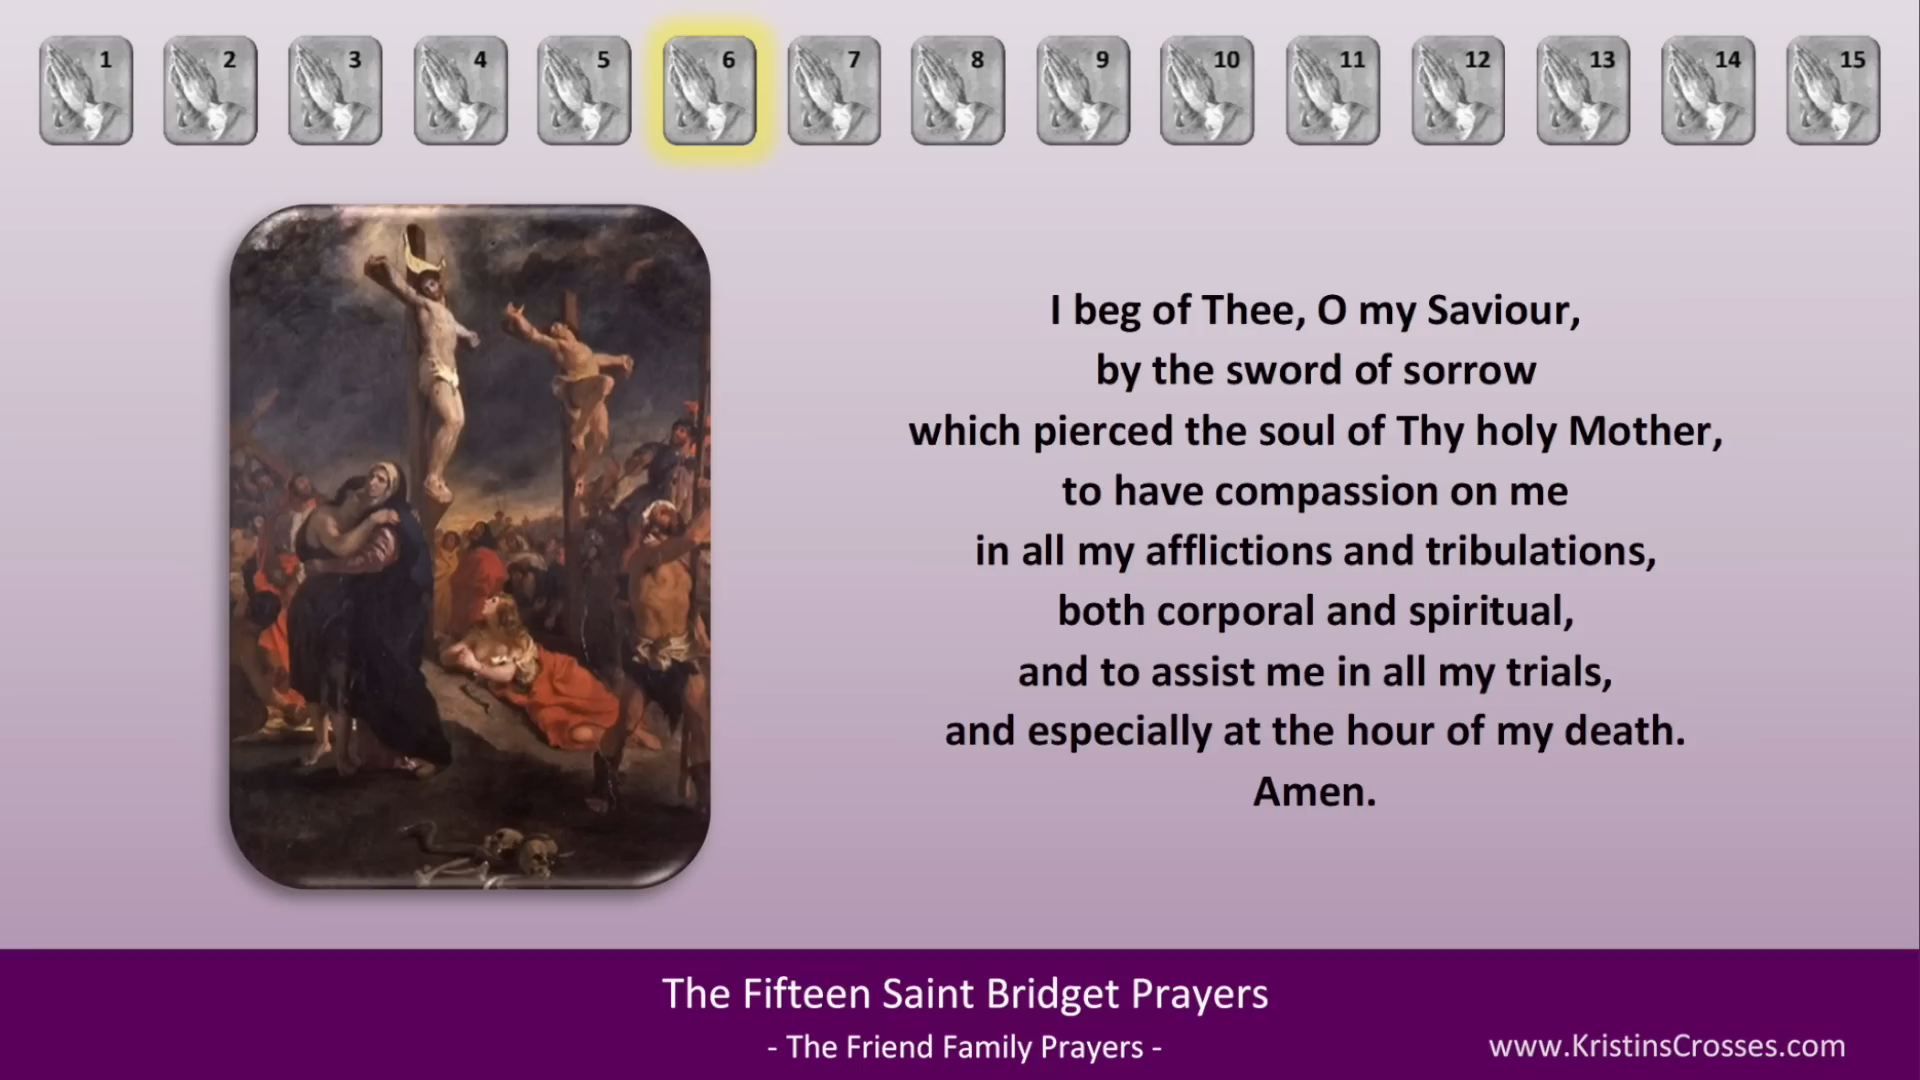 1 2 3 4 5 6 7 8 9 10 11 12 13 14 15
I beg of Thee, O my Saviour,
by the sword of sorrow
which pierced the soul of Thy holy Mother,
to have compassion on me
in all my afflictions and tribulations,
both corporal and spiritual,
and to assist me in all my trials,
and especially at the hour of my death.
Amen.
The Fifteen Saint Bridget Prayers
- The Friend Family Prayers -
www.KristinsCrosses.com